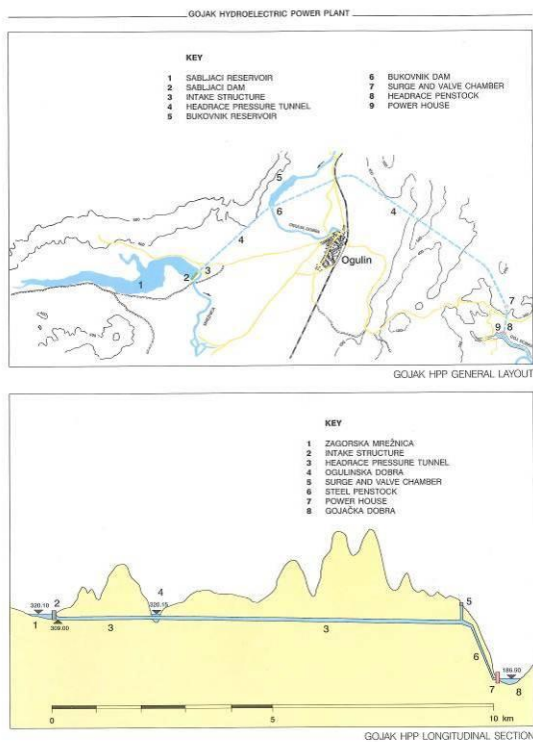 GOJAK HYDROELECTRIC POWER PLANT
KEY
1 SABLJACI RESERVOIR
2 SABLJACI DAM
3 INTAKE STRUCTURE
4 HEADRACE PRESSURE TUNNEL
5 BUKOVNIK RESERVOIR
6 BUKOVNIK DAM
7 SURGE AND VALVE CHAMBER
8 HEADRACE PENSTOCK
9 POWER HOUSE
5
6
4
4
Ogulin
1
2
3
7
9 8
GOJAK HPP GENERAL LAYOUT
KEY
1 ZAGORSKA MREŽNICA
2 INTAKE STRUCTURE
3 HEADRACE PRESSURE TUNNEL
4 OGULINSKA DOBRA
5 SURGE AND VALVE CHAMBER
6 STEEL PENSTOCK
7 POWER HOUSE
8 GOJAČKA DOBRA
320.10
2
4
320.15
5
1
309.00
3
3
6
7
8
0
5
10 km
GOJAK HPP LONGITUDINAL SECTION